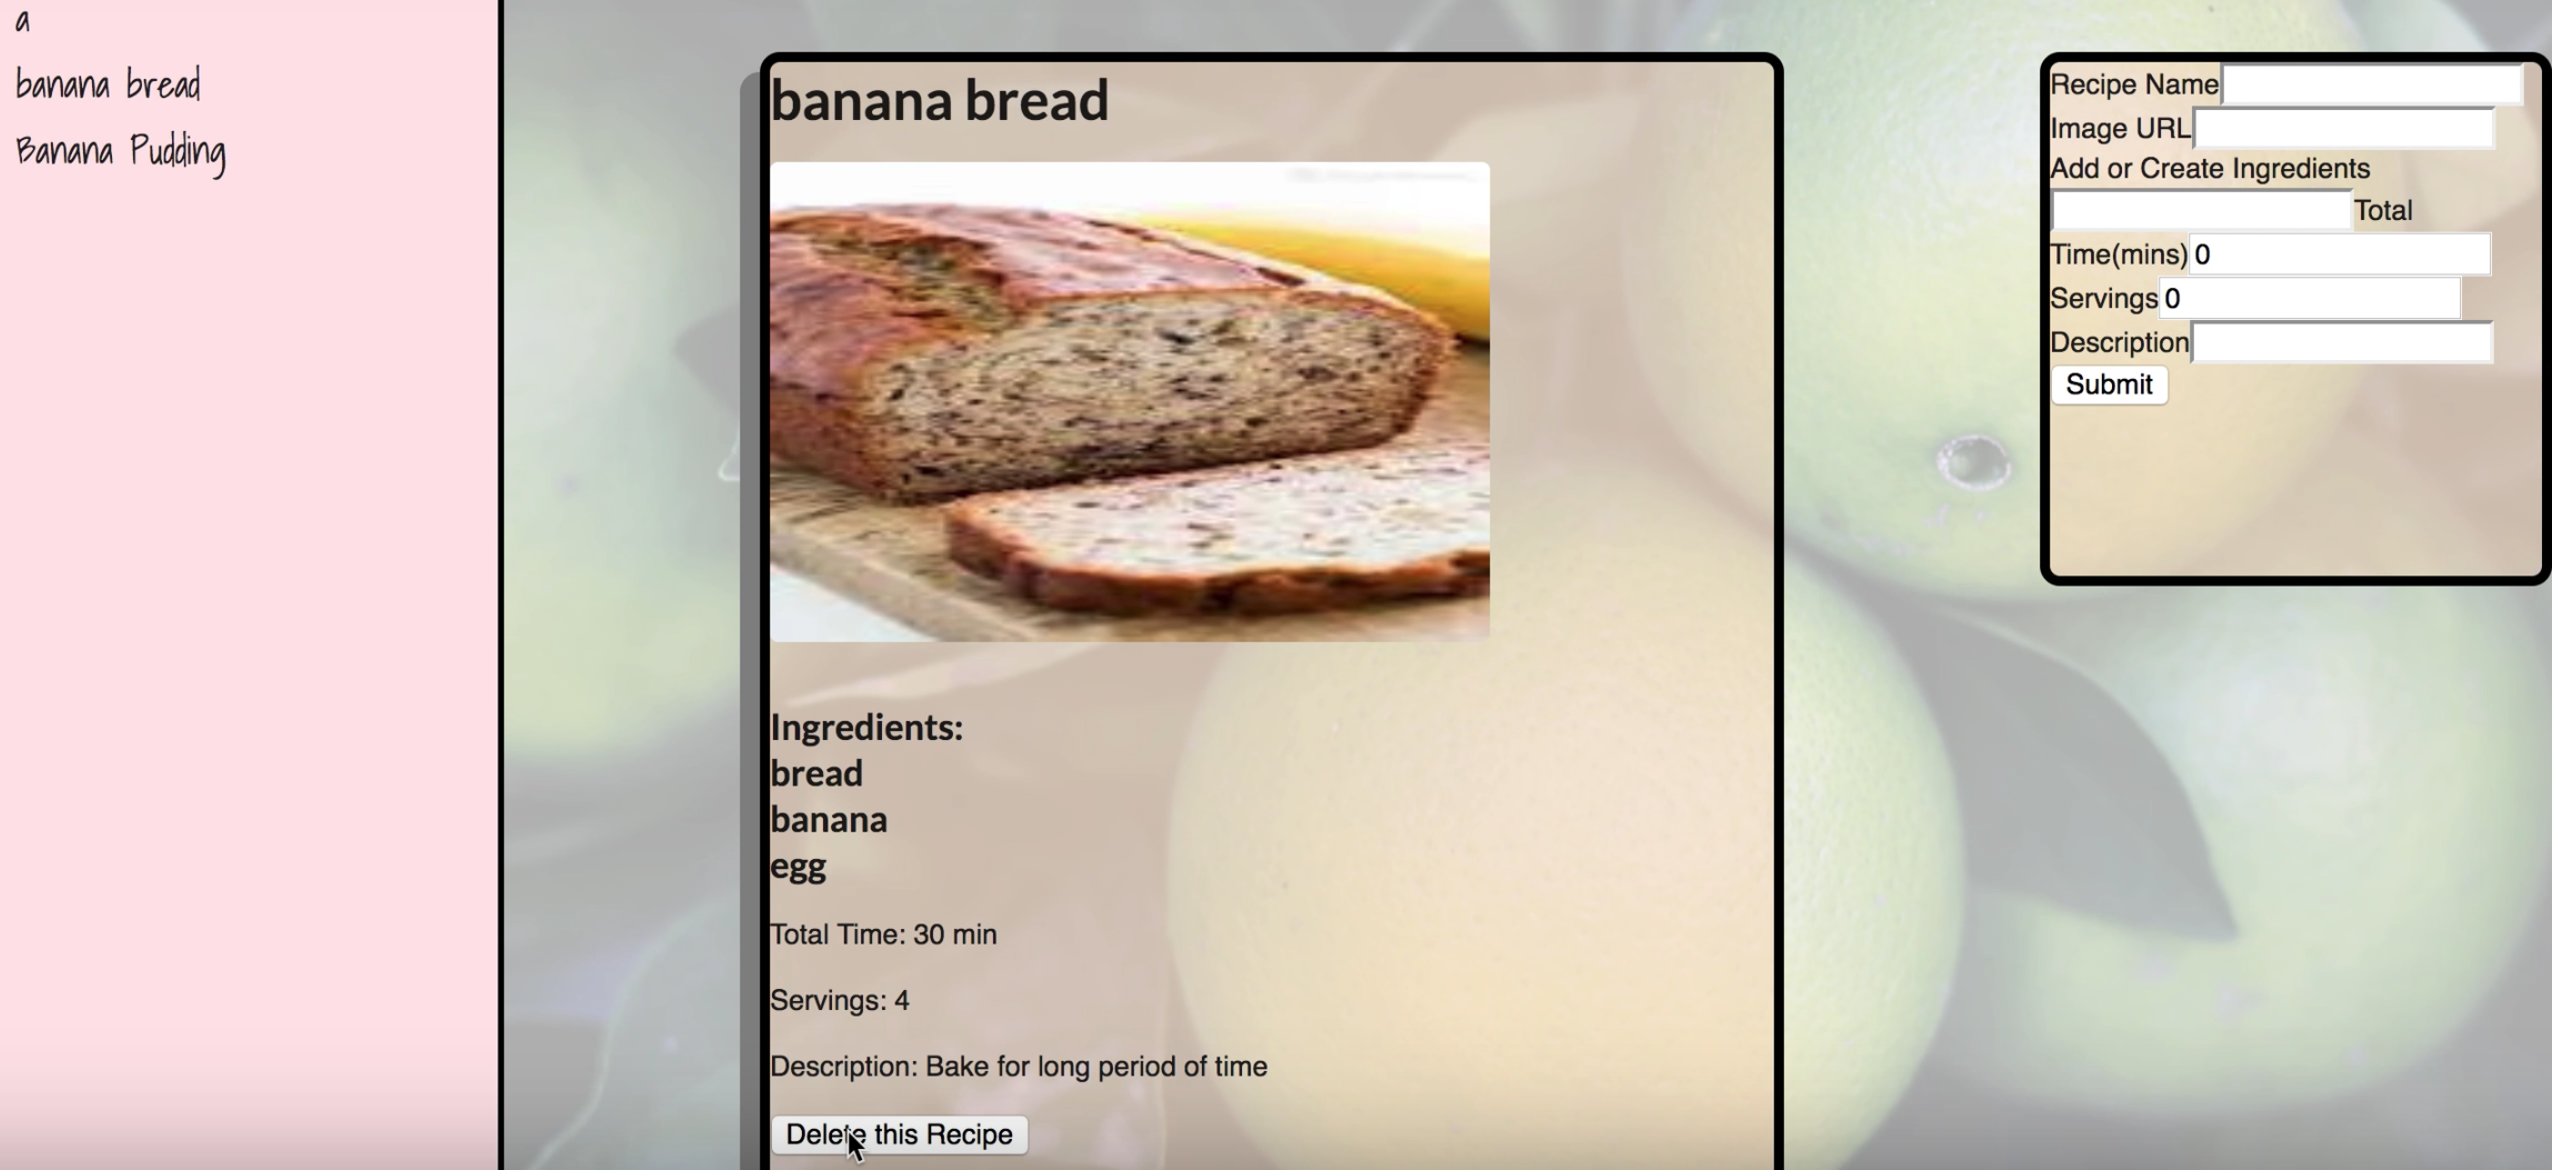 a
banana bread
Banana Pudding
banana bread
Ingredients:
bread
banana
egg
Total Time: 30 min
Servings: 4
Description: Bake for long period of time
Delete this Recipe
Recipe Name
Image URL
Add or Create Ingredients
Total
Time(mins) 0
Servings 0
Description
Submit